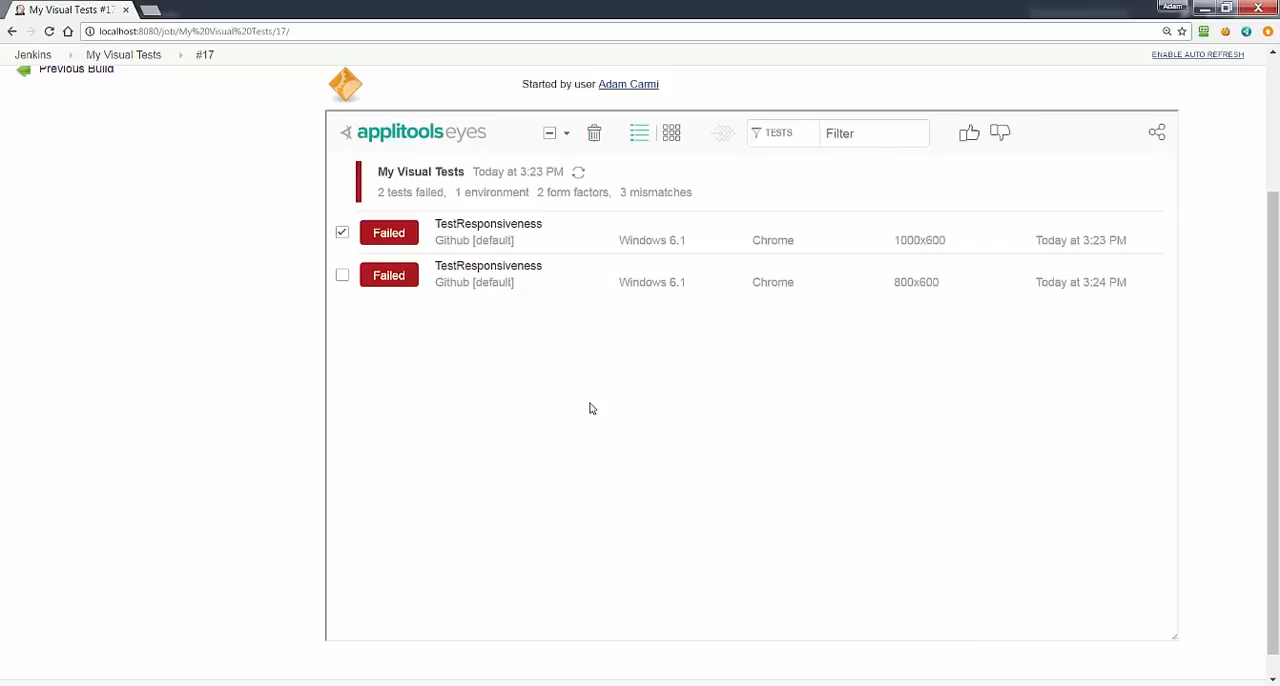 My Visual Tests #17
Adam
localhost:8080/job/My%20Visual%20Tests/17/
Jenkins My Visual Tests #17
ENABLE AUTO REFRESH
Previous Build
Started by user Adam Carmi
applitools eyes
TESTS
Filter
My Visual Tests Today at 3:23 PM
2 tests failed, 1 environment 2 form factors, 3 mismatches
Failed
TestResponsiveness
Github [default] Windows 6.1 Chrome 1000x600 Today at 3:23 PM
Failed
TestResponsiveness
Github [default] Windows 6.1 Chrome 800x600 Today at 3:24 PM